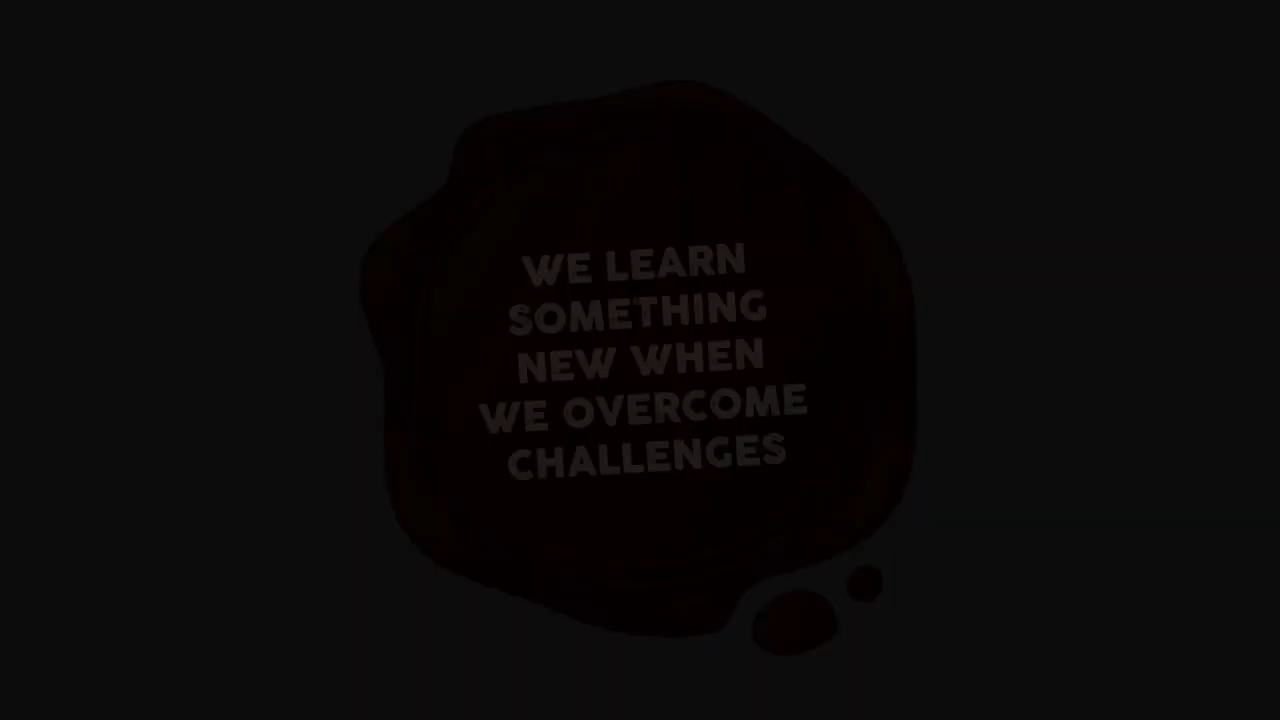 WE LEARN
SOMETHING
NEW WHEN
WE OVERCOME
CHALLENGES